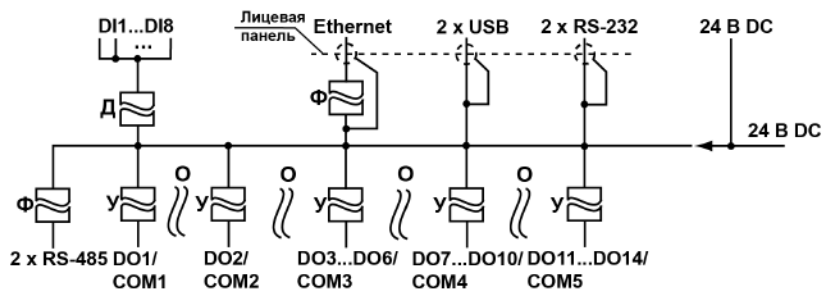 DI1...DI8
...
Лицевая
панель
Ethernet
2 x USB
2 x RS-232
24 В DC
Д
Ф
24 В DC
О
О
О
О
Ф
У
У
У
У
У
2 x RS-485
DO1/
COM1
DO2/
COM2
DO3...DO6/
COM3
DO7...DO10/
COM4
DO11...DO14/
COM5